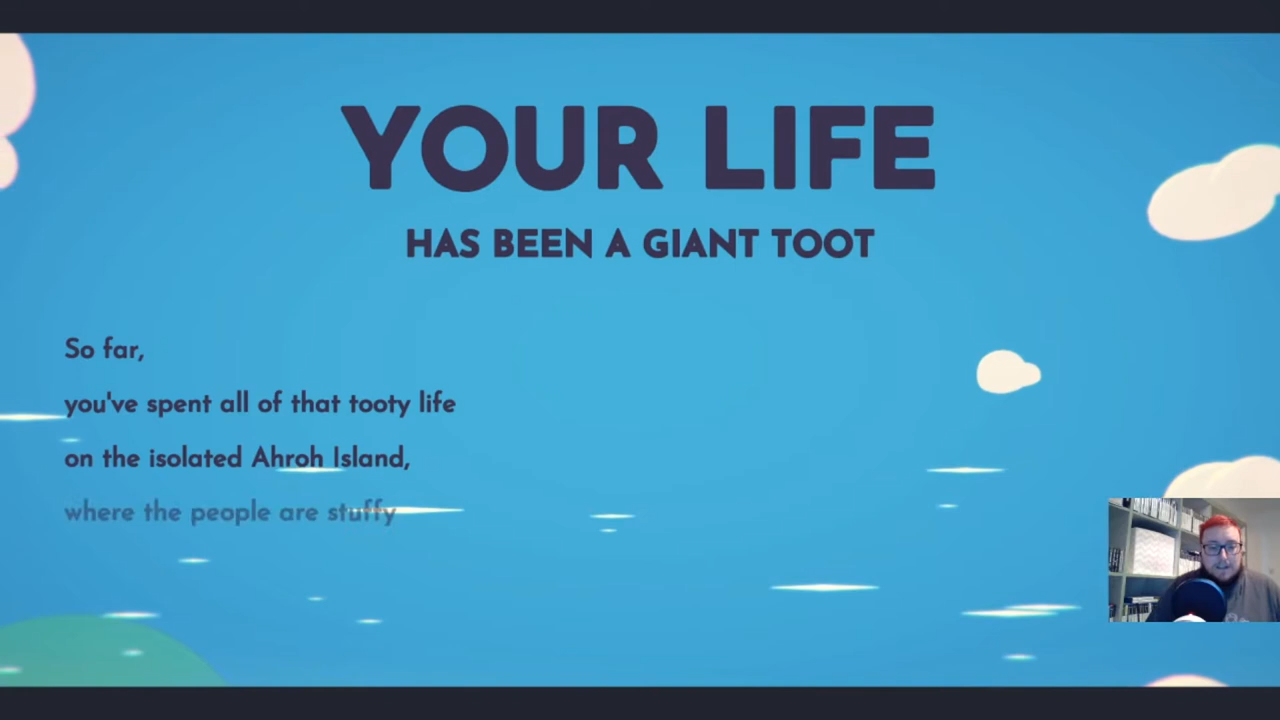 YOUR LIFE
HAS BEEN A GIANT TOOT
So far,
you've spent all of that tooty life
on the isolated Ahroh Island,
where the people are stuffy